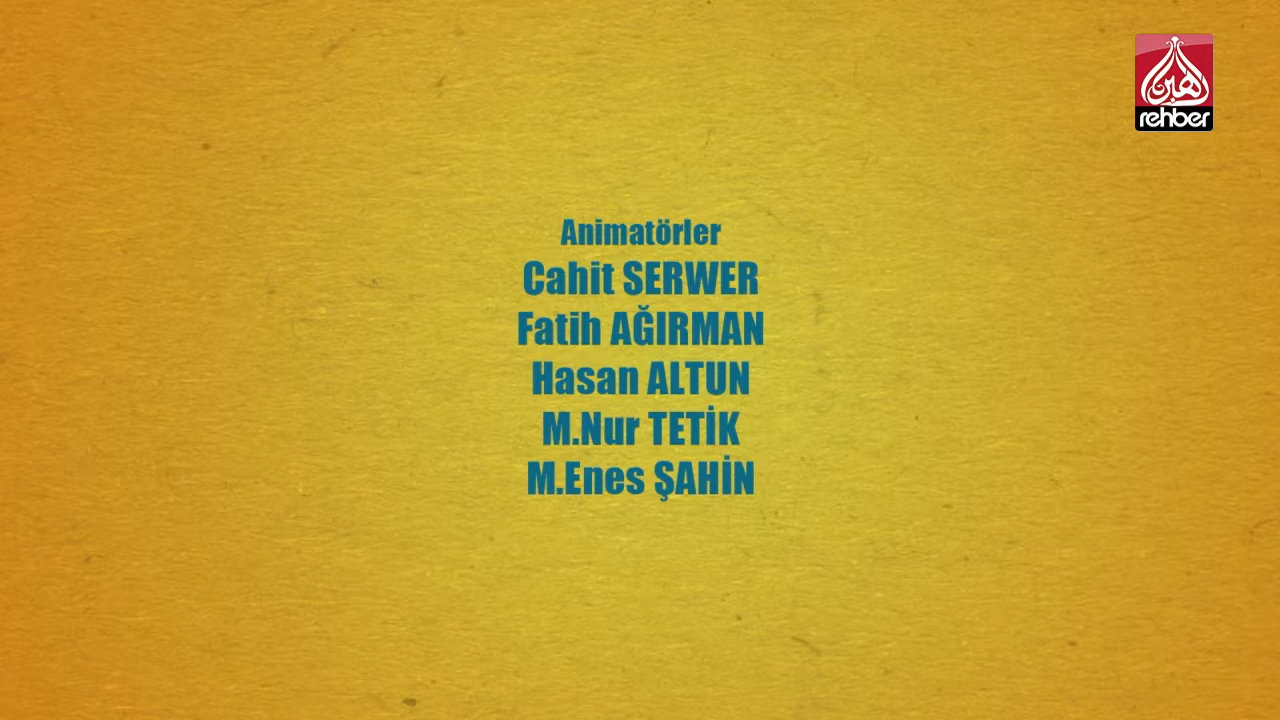 rehber
Animatörler
Cahit SERWER
Fatih AĞIRMAN
Hasan ALTUN
M.Nur TETİK
M.Enes ŞAHİN